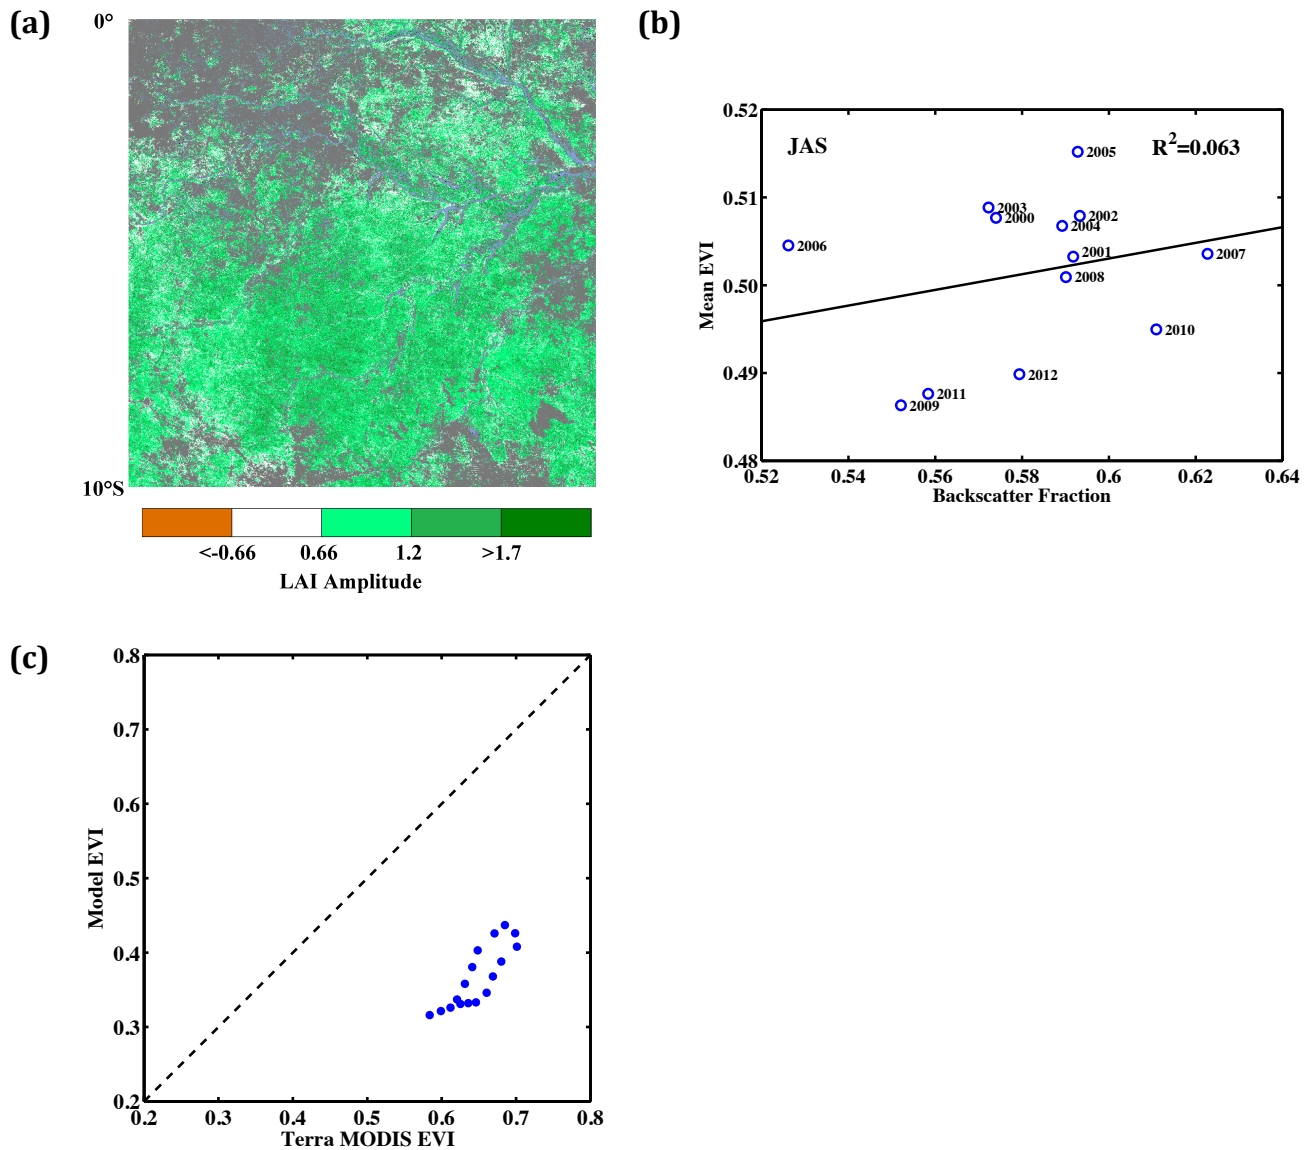 (a)
0°
10°S
<-0.66 0.66 1.2 >1.7
LAI Amplitude
(b)
0.52
0.51
0.50
0.49
0.48
Mean EVI
JAS
R²=0.063
2005
2003
2000
2002
2004
2006
2001
2007
2008
2010
2012
2011
2009
0.52 0.54 0.56 0.58 0.6 0.62 0.64
Backscatter Fraction
(c)
0.8
0.7
0.6
0.5
0.4
0.3
0.2
Model EVI
0.2 0.3 0.4 0.5 0.6 0.7 0.8
Terra MODIS EVI